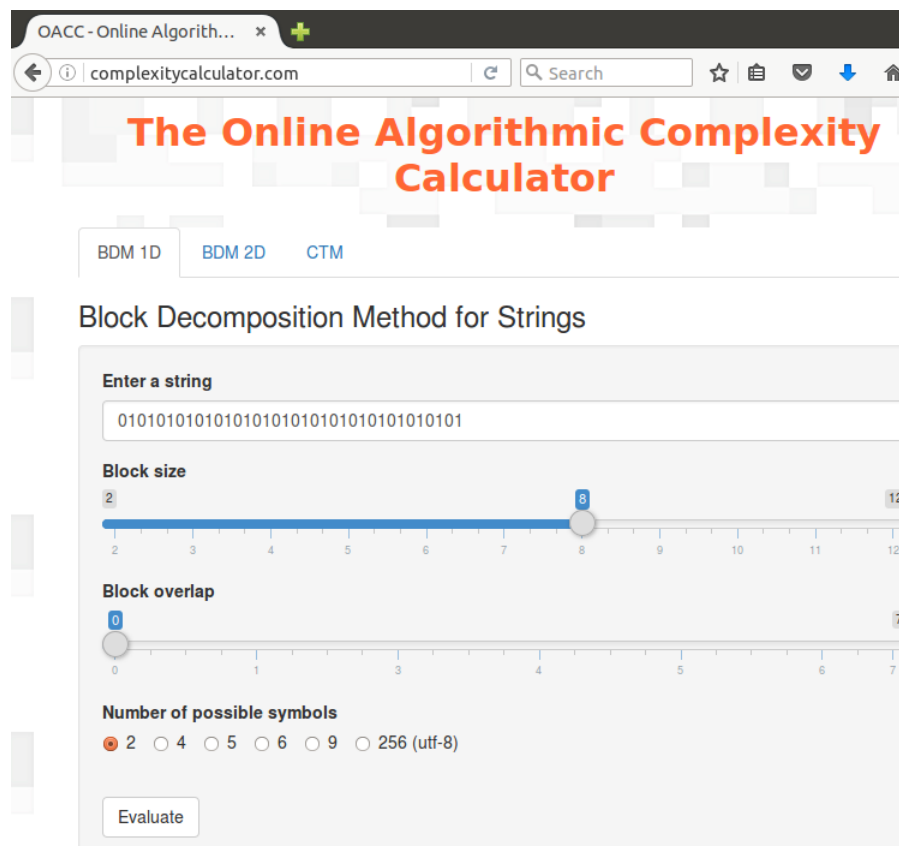 OACC - Online Algorith... ×
complexitycalculator.com Search
The Online Algorithmic Complexity
Calculator
BDM 1D BDM 2D CTM
Block Decomposition Method for Strings
Enter a string
01010101010101010101010101010101010101
Block size
2 8 12
2 3 4 5 6 7 8 9 10 11 12
Block overlap
0 7
0 1 3 4 5 6 7
Number of possible symbols
2 4 5 6 9 256 (utf-8)
Evaluate